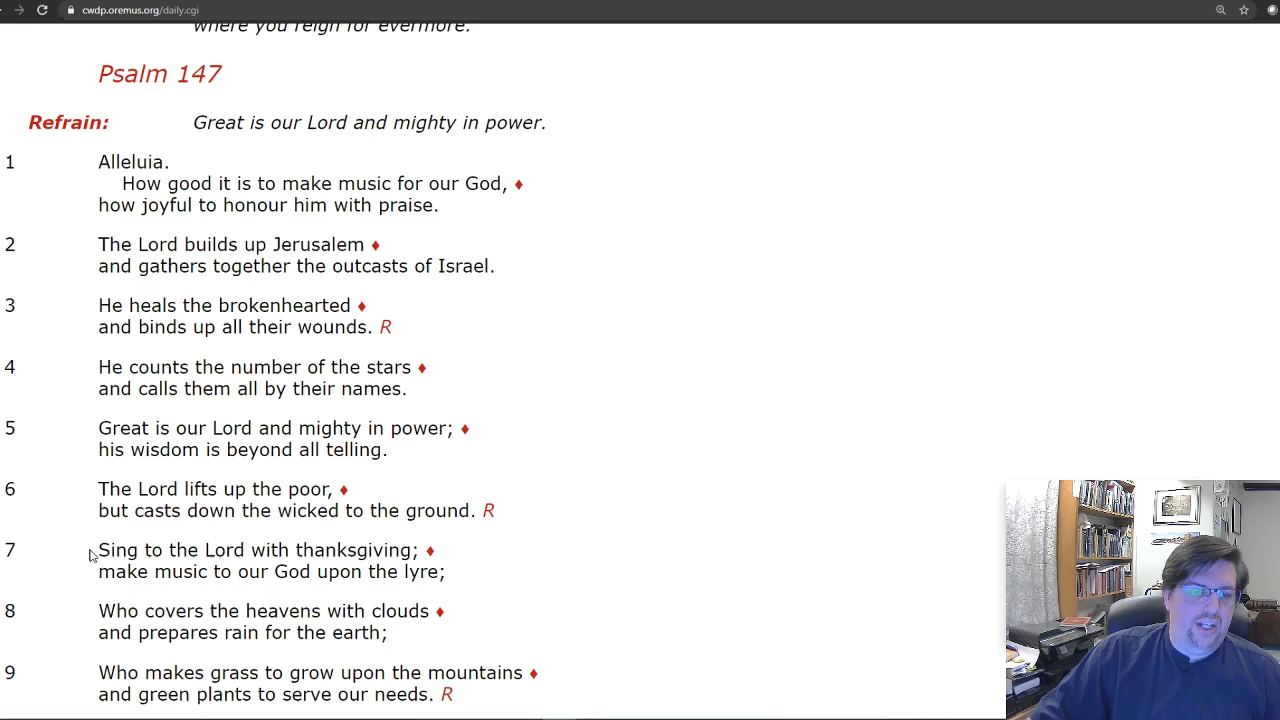 cwdp.oremus.org/daily.cgi
where you reign for evermore.
Psalm 147
Refrain: Great is our Lord and mighty in power.
1 Alleluia.
How good it is to make music for our God, ♦
how joyful to honour him with praise.
2 The Lord builds up Jerusalem ♦
and gathers together the outcasts of Israel.
3 He heals the brokenhearted ♦
and binds up all their wounds. R
4 He counts the number of the stars ♦
and calls them all by their names.
5 Great is our Lord and mighty in power; ♦
his wisdom is beyond all telling.
6 The Lord lifts up the poor, ♦
but casts down the wicked to the ground. R
7 Sing to the Lord with thanksgiving; ♦
make music to our God upon the lyre;
8 Who covers the heavens with clouds ♦
and prepares rain for the earth;
9 Who makes grass to grow upon the mountains ♦
and green plants to serve our needs. R